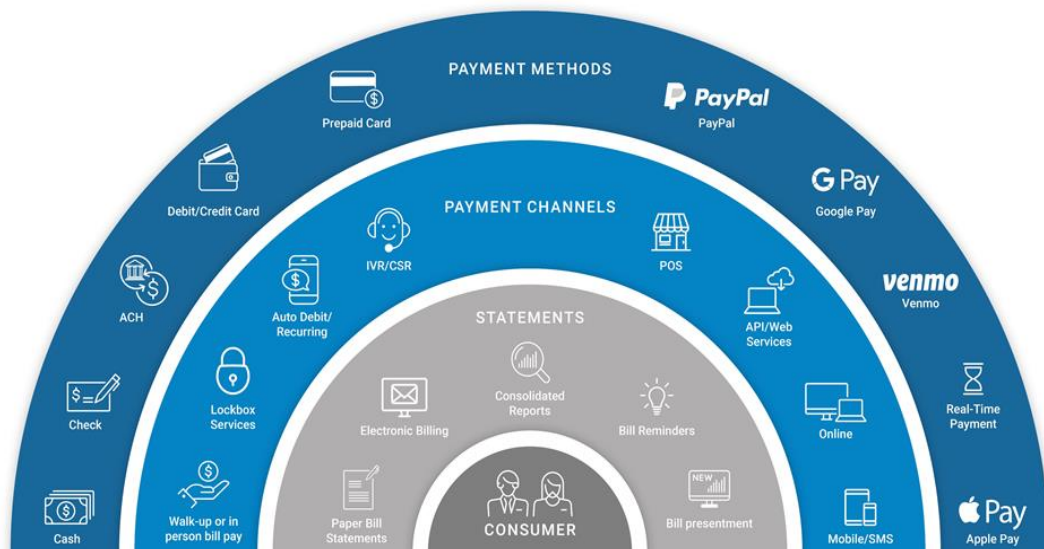 PAYMENT METHODS
Prepaid Card
PayPal
PayPal
Debit/Credit Card
G Pay
Google Pay
ACH
venmo
Venmo
$
Check
Real-Time
Payment
$
Cash
Pay
Apple Pay
PAYMENT CHANNELS
IVR/CSR
POS
$
Auto Debit/
Recurring
API/Web
Services
Lockbox
Services
Online
$
Walk-up or in
person bill pay
Mobile/SMS
STATEMENTS
Consolidated
Reports
Electronic Billing
Bill Reminders
Paper Bill
Statements
NEW
Bill presentment
CONSUMER